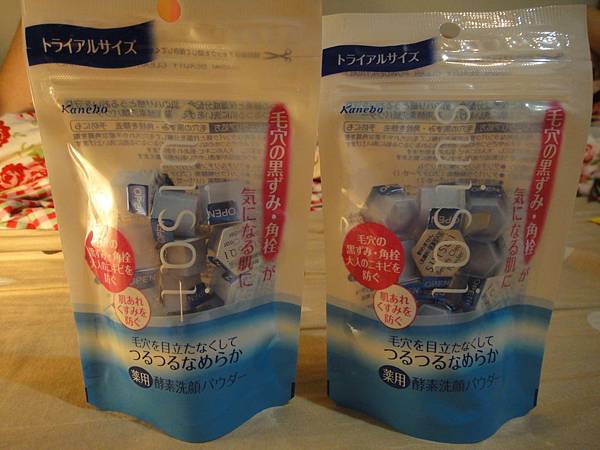 トライアルサイズ
Kanebo
suisai
毛穴の黒ずみ・角栓が
気になる肌に
OPEN
毛穴の
黒ずみ・角栓
大人のニキビを
防ぐ
肌あれ
くすみを
防ぐ
毛穴を目立たなくして
つるつるなめらか
薬用 酵素洗顔パウダー
トライアルサイズ
Kanebo
suisai
毛穴の黒ずみ・角栓が
気になる肌に
OPEN
毛穴の
黒ずみ・角栓
大人のニキビを
防ぐ
肌あれ
くすみを
防ぐ
毛穴を目立たなくして
つるつるなめらか
薬用 酵素洗顔パウダー